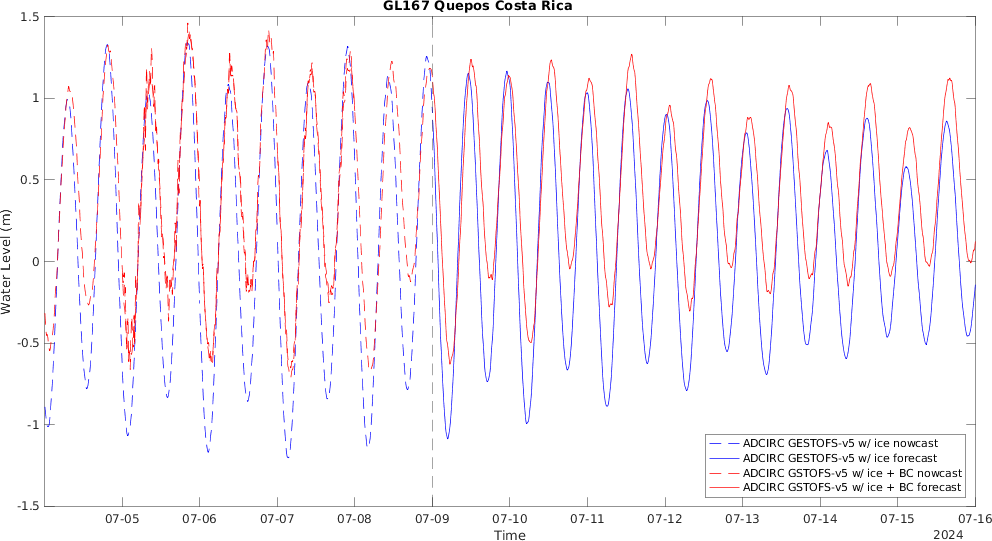 GL167 Quepos Costa Rica
1.5
1
0.5
0
-0.5
-1
-1.5
Water Level (m)
07-05 07-06 07-07 07-08 07-09 07-10 07-11 07-12 07-13 07-14 07-15 07-16
Time
2024
ADCIRC GESTOFS-v5 w/ ice nowcast
ADCIRC GESTOFS-v5 w/ ice forecast
ADCIRC GSTOFS-v5 w/ ice + BC nowcast
ADCIRC GSTOFS-v5 w/ ice + BC forecast